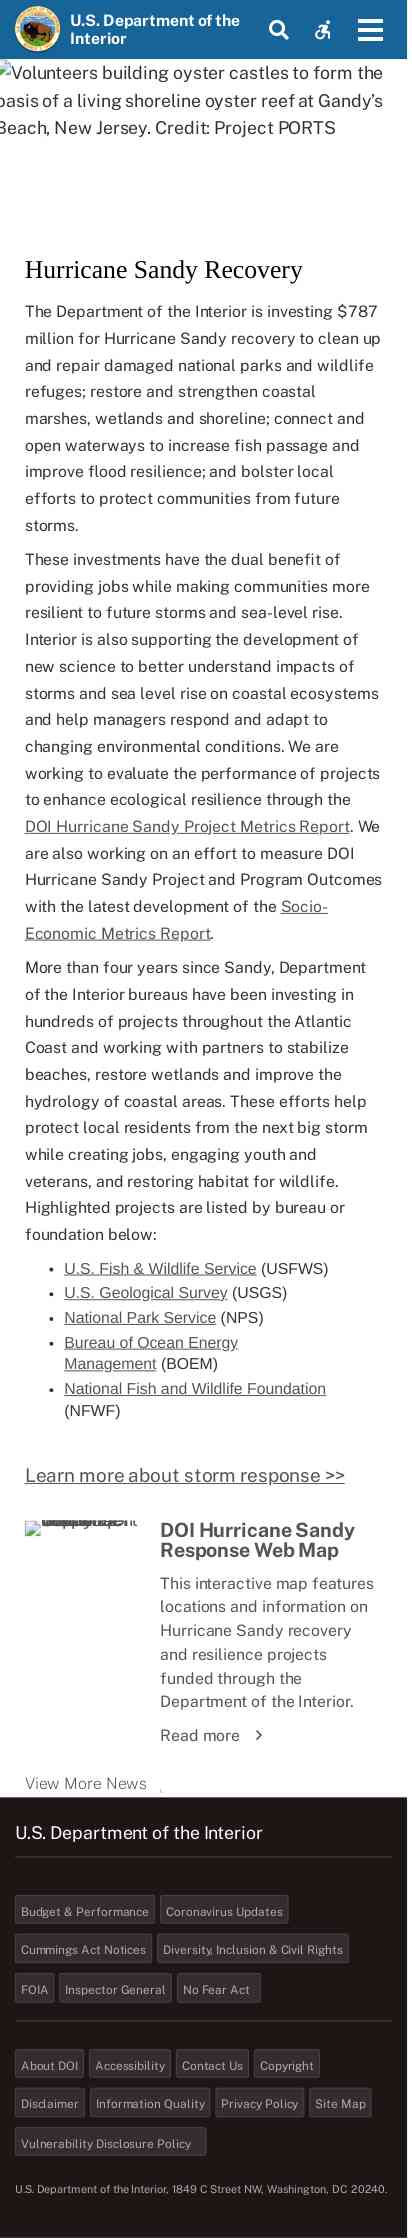 U.S. Department of the
Interior
Volunteers building oyster castles to form the
basis of a living shoreline oyster reef at Gandy's
Beach, New Jersey. Credit: Project PORTS
Hurricane Sandy Recovery
The Department of the Interior is investing $787
million for Hurricane Sandy recovery to clean up
and repair damaged national parks and wildlife
refuges; restore and strengthen coastal
marshes, wetlands and shoreline; connect and
open waterways to increase fish passage and
improve flood resilience; and bolster local
efforts to protect communities from future
storms.
These investments have the dual benefit of
providing jobs while making communities more
resilient to future storms and sea-level rise.
Interior is also supporting the development of
new science to better understand impacts of
storms and sea level rise on coastal ecosystems
and help managers respond and adapt to
changing environmental conditions. We are
working to evaluate the performance of projects
to enhance ecological resilience through the
DOI Hurricane Sandy Project Metrics Report. We
are also working on an effort to measure DOI
Hurricane Sandy Project and Program Outcomes
with the latest development of the Socio-
Economic Metrics Report.
More than four years since Sandy, Department
of the Interior bureaus have been investing in
hundreds of projects throughout the Atlantic
Coast and working with partners to stabilize
beaches, restore wetlands and improve the
hydrology of coastal areas. These efforts help
protect local residents from the next big storm
while creating jobs, engaging youth and
veterans, and restoring habitat for wildlife.
Highlighted projects are listed by bureau or
foundation below:
• U.S. Fish & Wildlife Service (USFWS)
• U.S. Geological Survey (USGS)
• National Park Service (NPS)
• Bureau of Ocean Energy
Management (BOEM)
• National Fish and Wildlife Foundation
(NFWF)
Learn more about storm response >>
DOI Hurricane Sandy
Response Web Map
This interactive map features
locations and information on
Hurricane Sandy recovery
and resilience projects
funded through the
Department of the Interior.
Read more
View More News
U.S. Department of the Interior
Budget & Performance Coronavirus Updates
Cummings Act Notices Diversity, Inclusion & Civil Rights
FOIA Inspector General No Fear Act
About DOI Accessibility Contact Us Copyright
Disclaimer Information Quality Privacy Policy Site Map
Vulnerability Disclosure Policy
U.S. Department of the Interior, 1849 C Street NW, Washington, DC 20240.